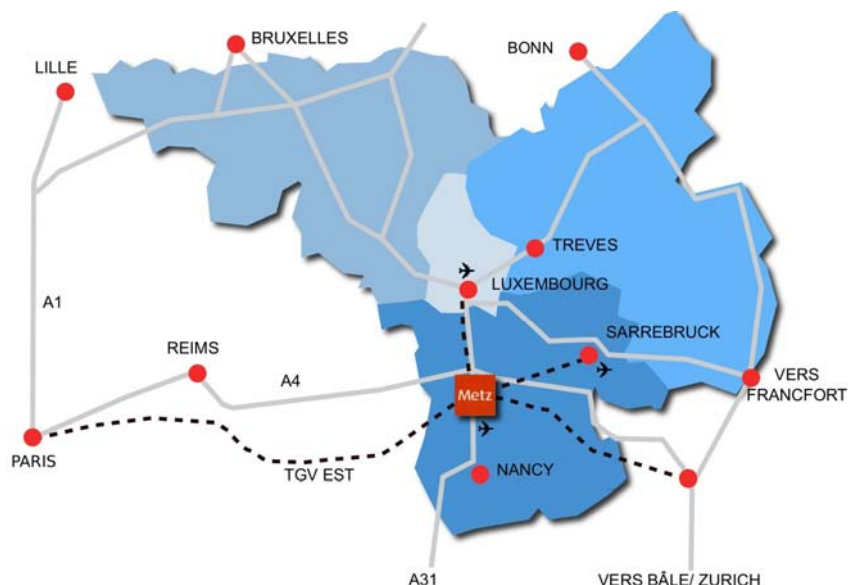 BRUXELLES
BONN
LILLE
TREVES
LUXEMBOURG
A1
SARREBRUCK
REIMS
A4
VERS
FRANCFORT
Metz
PARIS
TGV EST
NANCY
A31
VERS BÂLE/ ZURICH